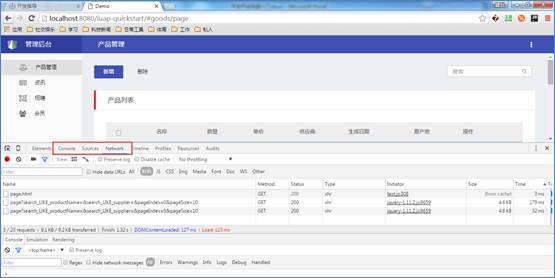 开发指导
Demo
localhost:8080/iuap-quickstart/#goods/page
应用 社交娱乐 学习 科技新闻 日常工具 体育 工作
管理后台 产品管理
产品管理
资讯
招聘
会员
新增 删除 搜索
产品列表
名称 数量 单价 供应商 生成日期 原产地 操作
Elements Console Sources Network Timeline Profiles Resources Audits
View: Preserve log Disable cache No throttling
Filter Hide data URLs All XHR JS CSS Img Media Font Doc WS Other
Name Method Status Type Initiator Size Time
page.html GET 200 xhr text.js:308 (from cache) 3 ms
page?search_LIKE_productName=&search_LIKE_supplier=&pageIndex=0&pageSize=10 GET 200 xhr jquery-1.11.2.js:9659 4.6 KB 179 ms
page?search_LIKE_productName=&search_LIKE_supplier=&pageIndex=0&pageSize=10 GET 200 xhr jquery-1.11.2.js:9659 4.6 KB 32 ms
3 / 23 requests | 9.1 KB / 9.2 KB transferred | Finish: 1.32 s | DOMContentLoaded: 127 ms | Load: 123 ms
Console Emulation Rendering
<top frame> Preserve log
Filter Regex Hide network messages All Errors Warnings Info Logs Debug Handled